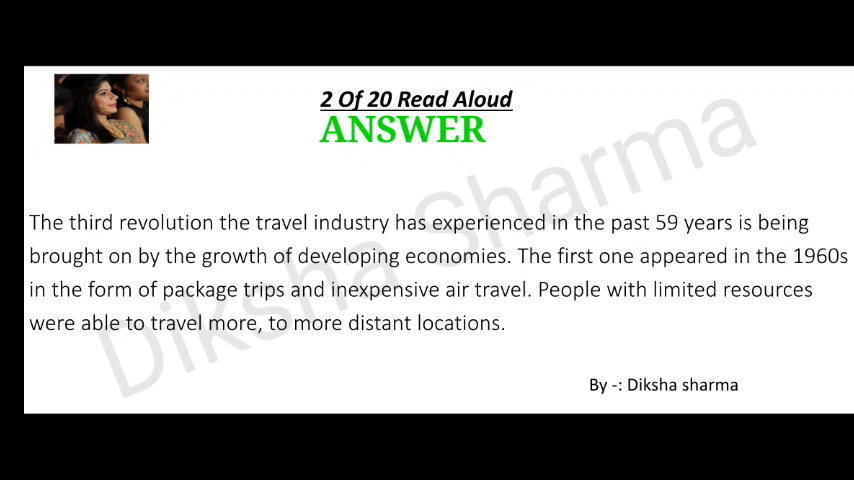 2 Of 20 Read Aloud
ANSWER
The third revolution the travel industry has experienced in the past 59 years is being
brought on by the growth of developing economies. The first one appeared in the 1960s
in the form of package trips and inexpensive air travel. People with limited resources
were able to travel more, to more distant locations.
Diksha Sharma
By -: Diksha sharma